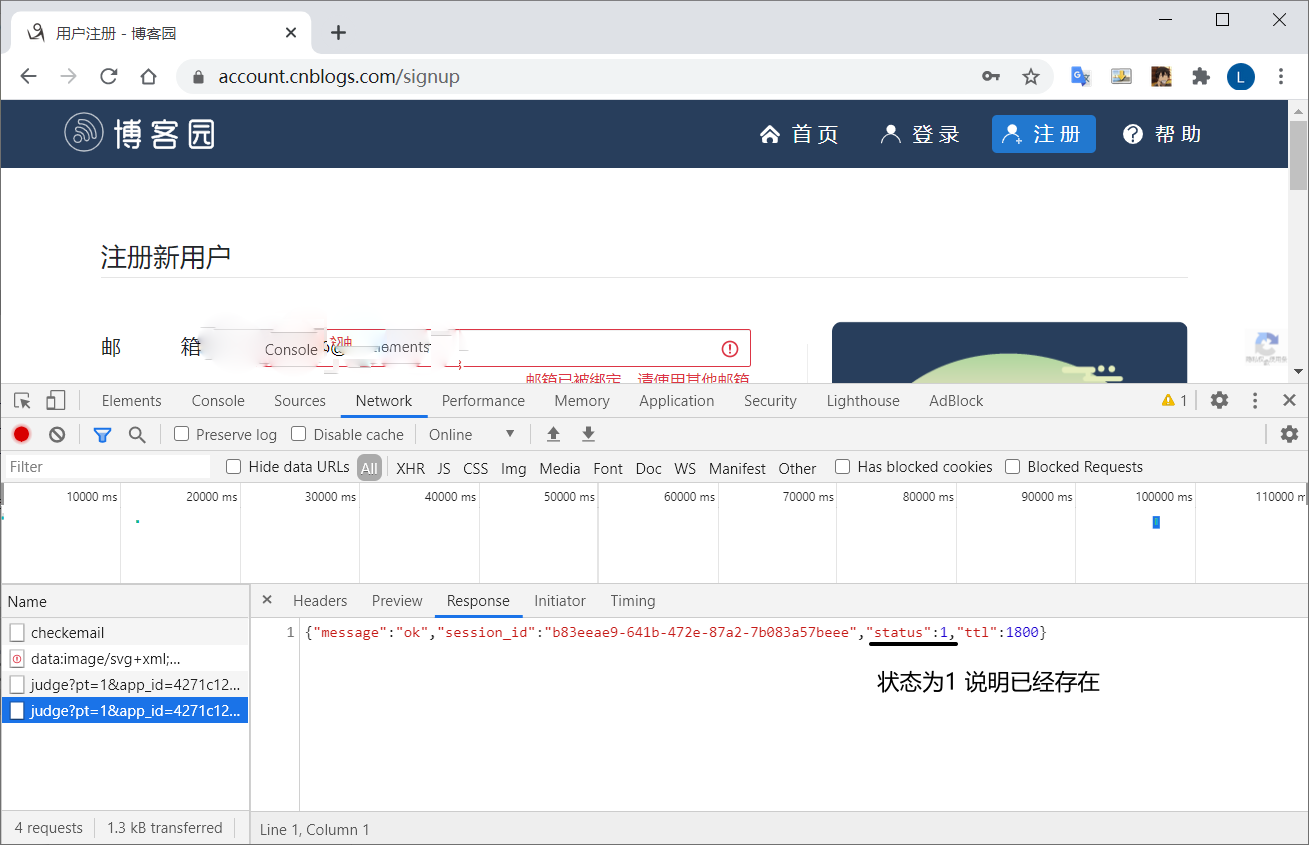 用户注册 - 博客园
account.cnblogs.com/signup
L
博客园
首页
登录
注册
帮助
注册新用户
邮 箱
Console
@
ements
邮箱已被绑定，请使用其他邮箱
Elements Console Sources Network Performance Memory Application Security Lighthouse AdBlock 1
Preserve log Disable cache Online
Filter Hide data URLs All XHR JS CSS Img Media Font Doc WS Manifest Other Has blocked cookies Blocked Requests
10000 ms 20000 ms 30000 ms 40000 ms 50000 ms 60000 ms 70000 ms 80000 ms 90000 ms 100000 ms 110000 m
Name
Headers Preview Response Initiator Timing
checkemail
data:image/svg+xml;...
judge?pt=1&app_id=4271c12...
judge?pt=1&app_id=4271c12...
1 {"message":"ok","session_id":"b83eeae9-641b-472e-87a2-7b083a57beee","status":1,"ttl":1800}
状态为1 说明已经存在
4 requests 1.3 kB transferred
Line 1, Column 1